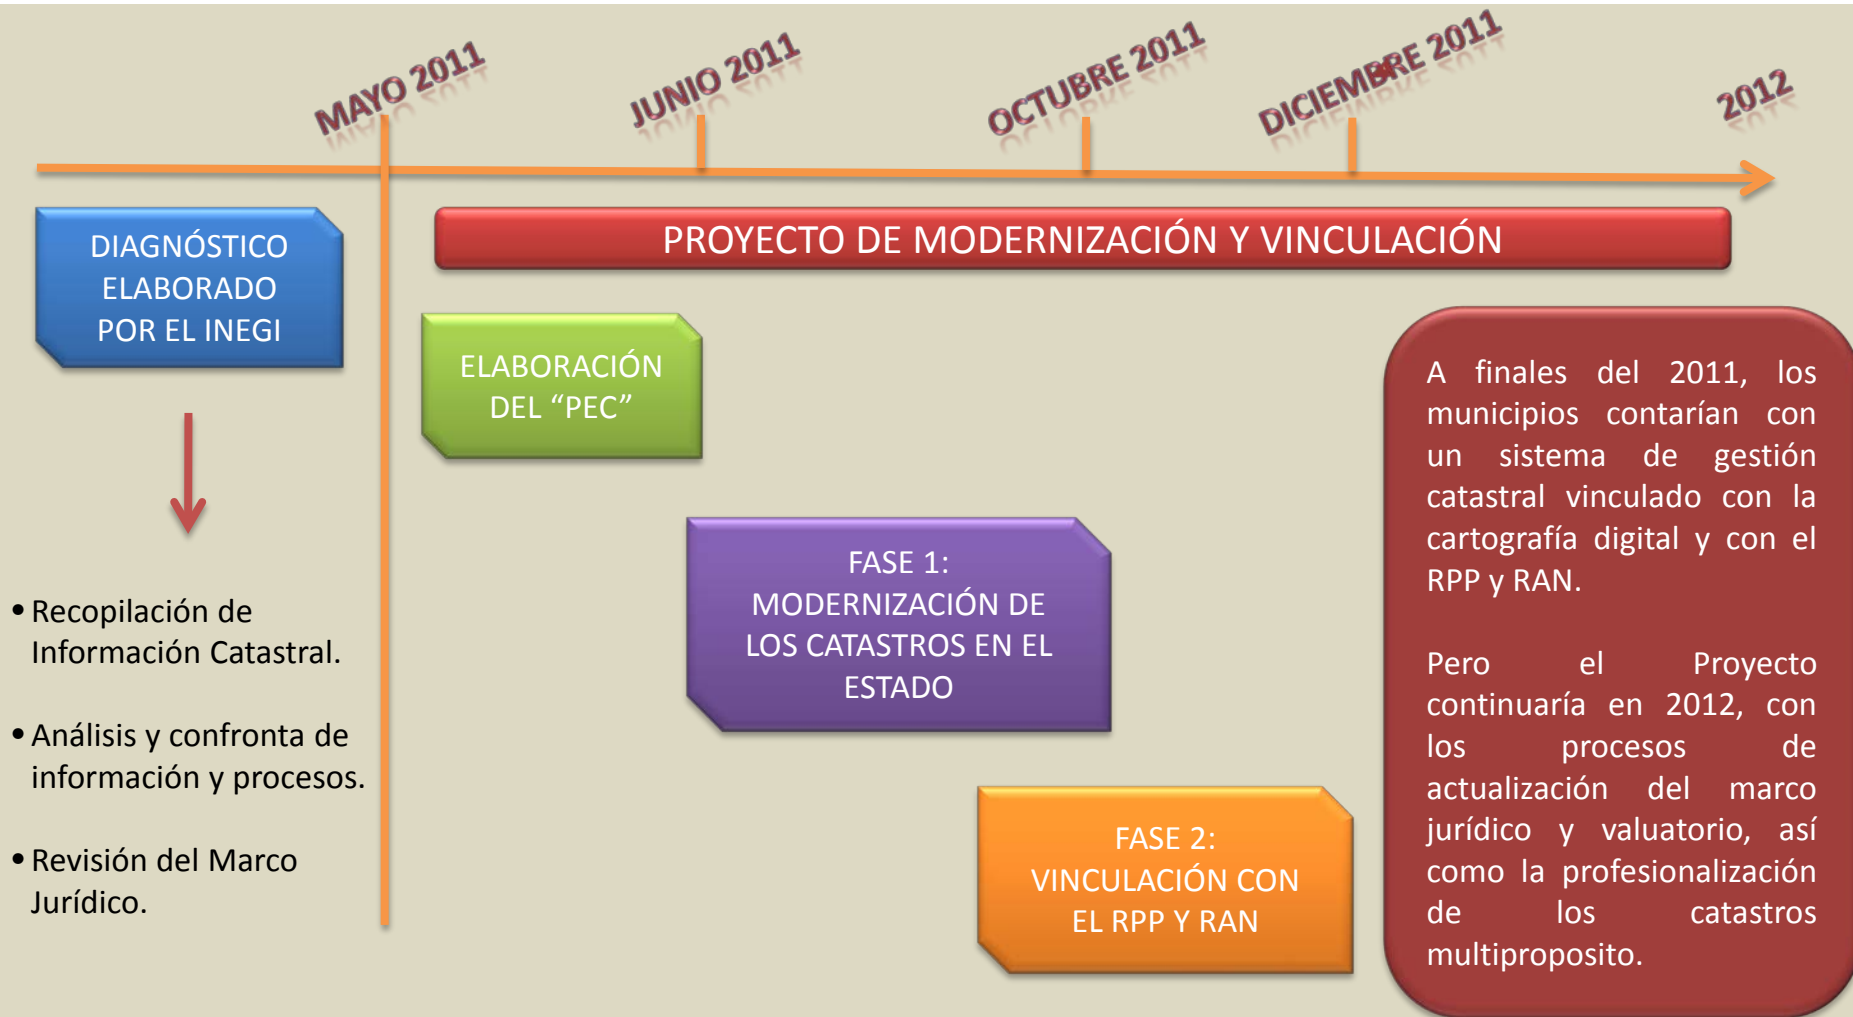 MAYO 2011
JUNIO 2011
OCTUBRE 2011
DICIEMBRE 2011
2012
DIAGNÓSTICO
ELABORADO
POR EL INEGI
PROYECTO DE MODERNIZACIÓN Y VINCULACIÓN
ELABORACIÓN
DEL “PEC”
FASE 1:
MODERNIZACIÓN DE
LOS CATASTROS EN EL
ESTADO
FASE 2:
VINCULACIÓN CON
EL RPP Y RAN
• Recopilación de
Información Catastral.
• Análisis y confronta de
información y procesos.
• Revisión del Marco
Jurídico.
A finales del 2011, los
municipios contarían con
un sistema de gestión
catastral vinculado con la
cartografía digital y con el
RPP y RAN.
Pero el Proyecto
continuaría en 2012, con
los procesos de
actualización del marco
jurídico y valuatorio, así
como la profesionalización
de los catastros
multiproposito.